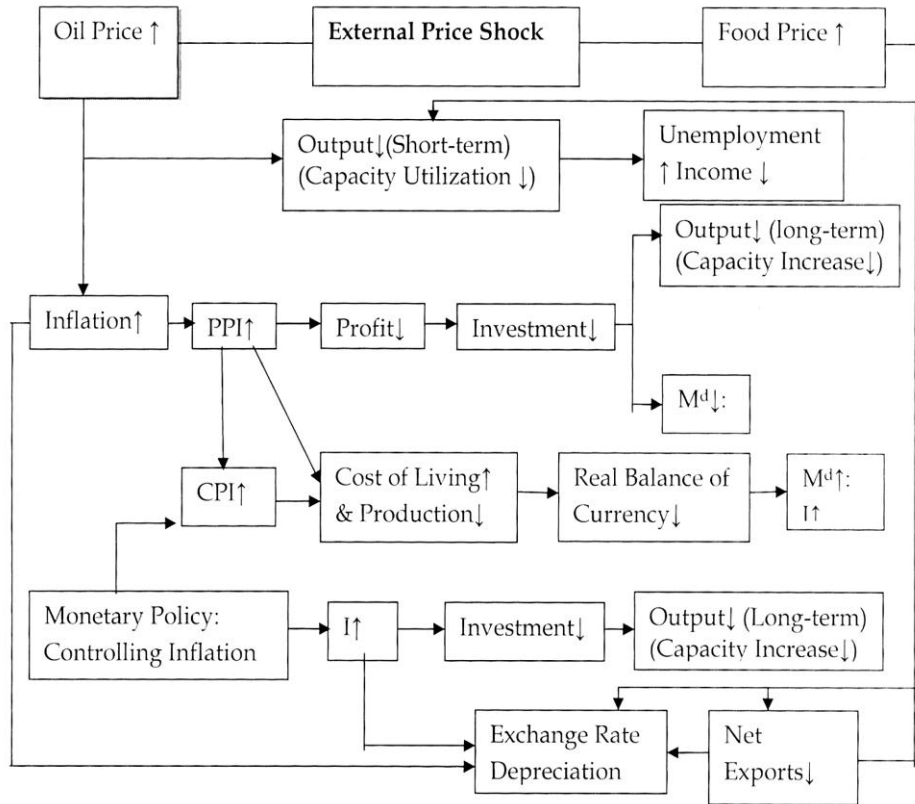 Oil Price ↑
External Price Shock
Food Price ↑
Output↓(Short-term)
(Capacity Utilization ↓)
Unemployment
↑ Income ↓
Output↓ (long-term)
(Capacity Increase↓)
Inflation↑
PPI↑
Profit↓
Investment↓
Mᵈ↓:
CPI↑
Cost of Living↑
& Production↓
Real Balance of
Currency↓
Mᵈ↑:
I↑
Monetary Policy:
Controlling Inflation
I↑
Investment↓
Output↓ (Long-term)
(Capacity Increase↓)
Exchange Rate
Depreciation
Net
Exports↓